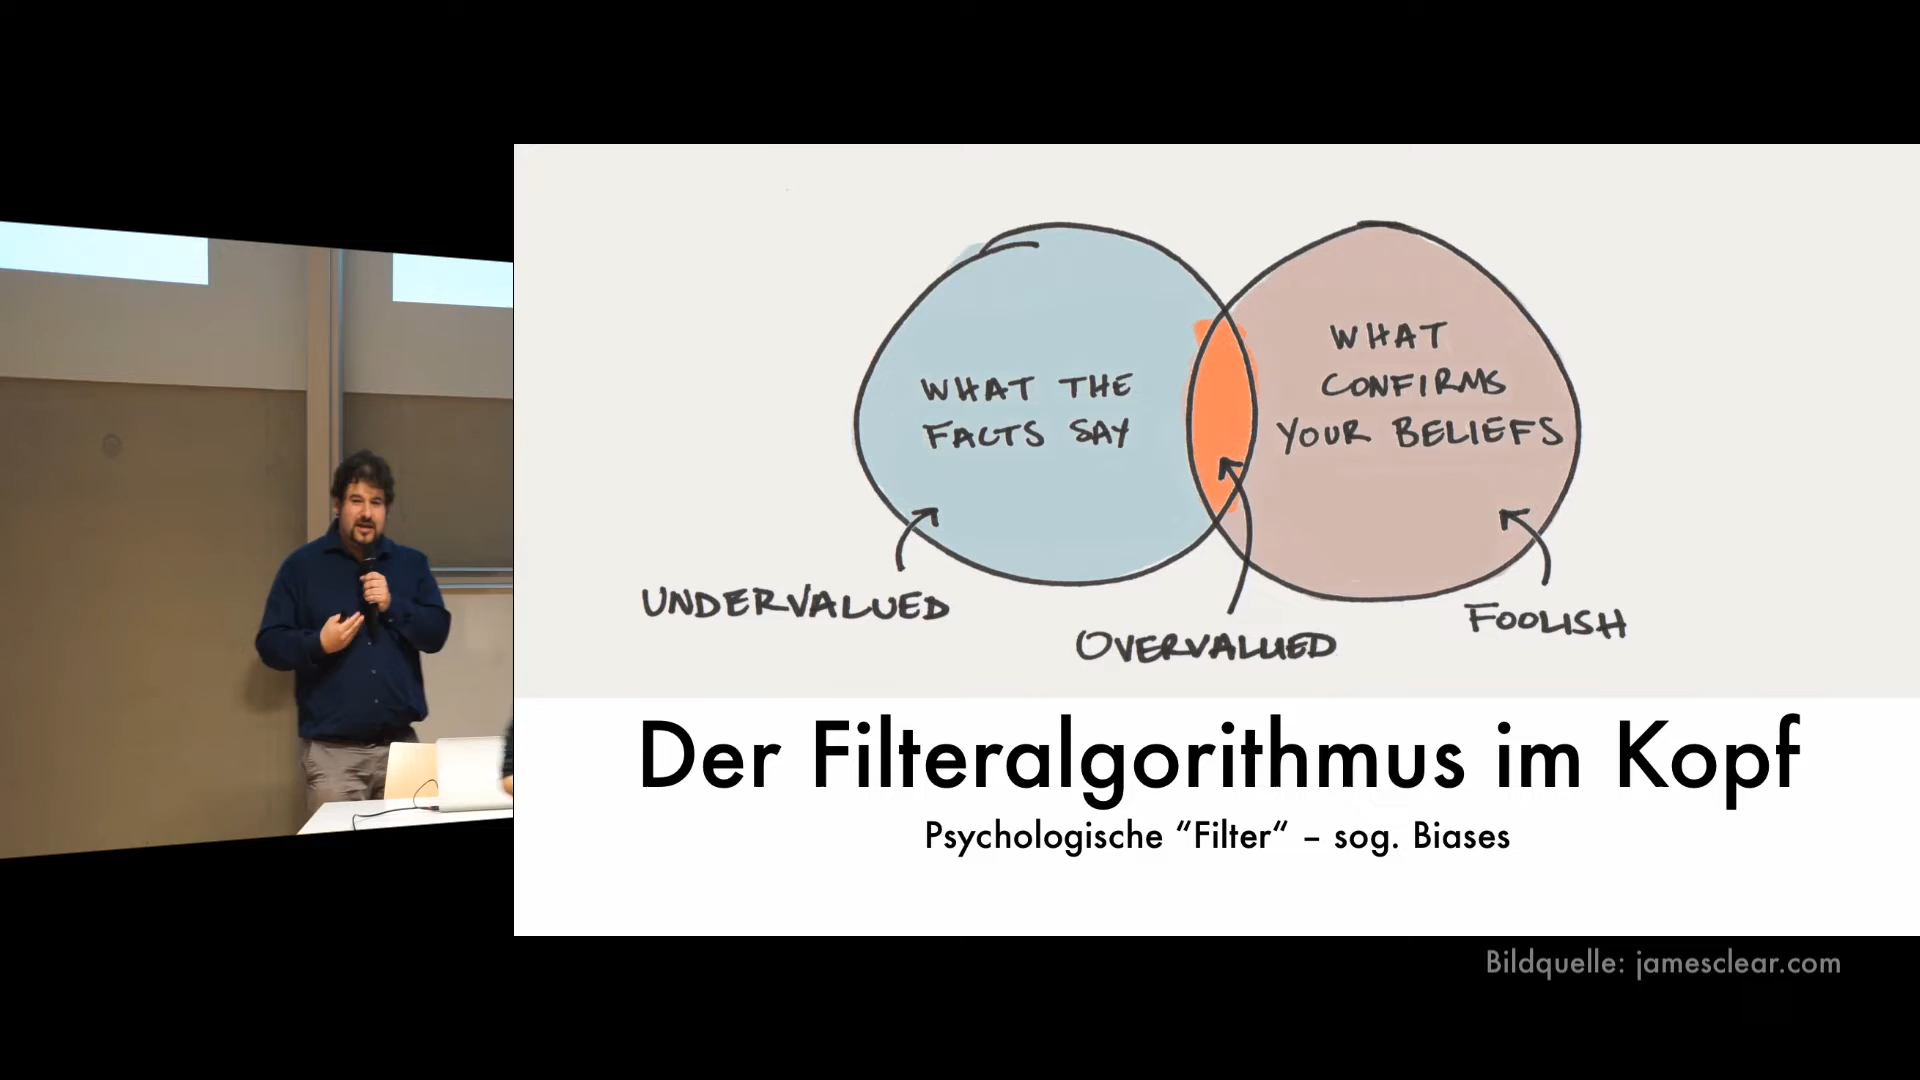 WHAT THE
FACTS SAY
WHAT
CONFIRMS
YOUR BELIEFS
UNDERVALUED
OVERVALUED
FOOLISH
Der Filteralgorithmus im Kopf
Psychologische “Filter“ – sog. Biases
Bildquelle: jamesclear.com